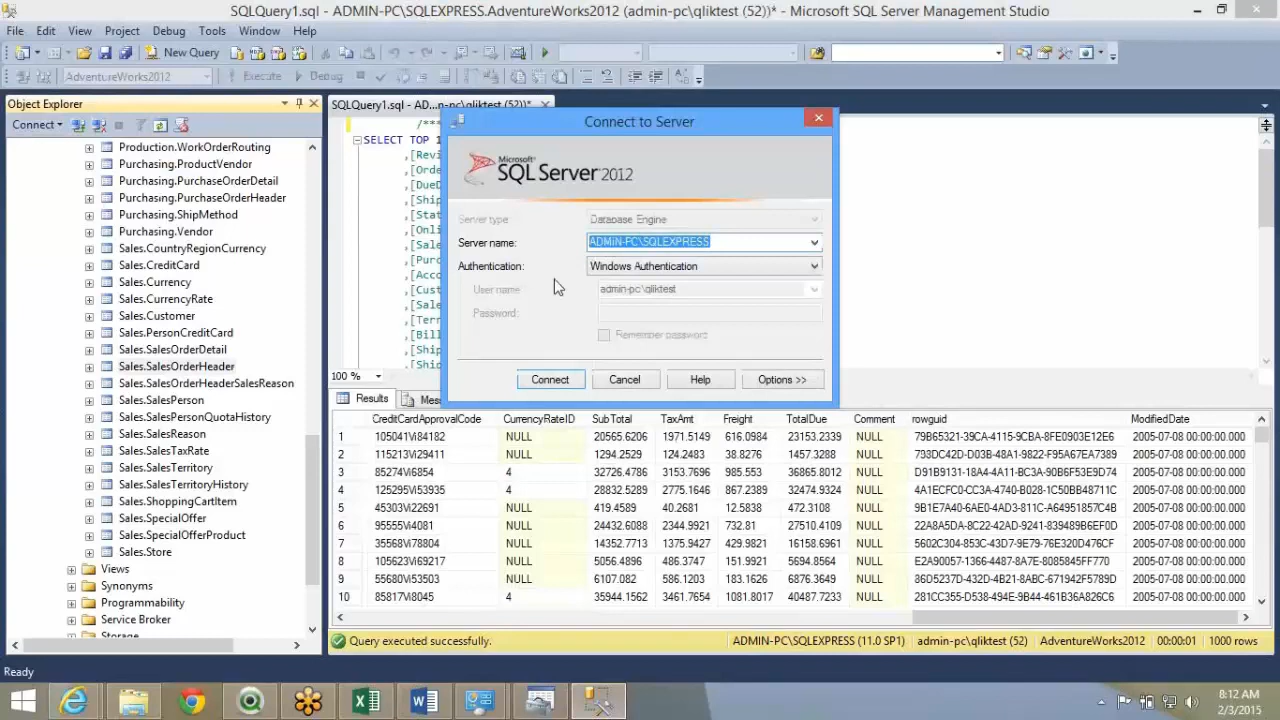 SQLQuery1.sql - ADMIN-PC\SQLEXPRESS.AdventureWorks2012 (admin-pc\qliktest (52))* - Microsoft SQL Server Management Studio
File Edit View Project Debug Tools Window Help
New Query
AdventureWorks2012 Execute Debug
Object Explorer
Connect
Production.WorkOrderRouting
Purchasing.ProductVendor
Purchasing.PurchaseOrderDetail
Purchasing.PurchaseOrderHeader
Purchasing.ShipMethod
Purchasing.Vendor
Sales.CountryRegionCurrency
Sales.CreditCard
Sales.Currency
Sales.CurrencyRate
Sales.Customer
Sales.PersonCreditCard
Sales.SalesOrderDetail
Sales.SalesOrderHeader
Sales.SalesOrderHeaderSalesReason
Sales.SalesPerson
Sales.SalesPersonQuotaHistory
Sales.SalesReason
Sales.SalesTaxRate
Sales.SalesTerritory
Sales.SalesTerritoryHistory
Sales.ShoppingCartItem
Sales.SpecialOffer
Sales.SpecialOfferProduct
Sales.Store
Views
Synonyms
Programmability
Service Broker
Storage
SQLQuery1.sql - AD...n-pc\qliktest (52))*
/***
SELECT TOP 1
,[Revi
,[Orde
,[DueD
,[Ship
,[Stat
,[Onli
,[Sale
,[Purc
,[Acco
,[Cust
,[Sale
,[Terr
,[Bill
,[Ship
,[Ship
100 %
Connect to Server
Microsoft®
SQL Server 2012
Server type: Database Engine
Server name: ADMIN-PC\SQLEXPRESS
Authentication: Windows Authentication
User name: admin-pc\qliktest
Password:
Remember password
Connect Cancel Help Options >>
Results Mes
CreditCardApprovalCode CurrencyRateID SubTotal TaxAmt Freight TotalDue Comment rowguid ModifiedDate
1 105041Vi84182 NULL 20565.6206 1971.5149 616.0984 23153.2339 NULL 79B65321-39CA-4115-9CBA-8FE0903E12E6 2005-07-08 00:00:00.000
2 115213Vi29411 NULL 1294.2529 124.2483 38.8276 1457.3288 NULL 738DC42D-D03B-48A1-9822-F95A67EA7389 2005-07-08 00:00:00.000
3 85274Vi6854 4 32726.4786 3153.7696 985.553 36865.8012 NULL D91B9131-18A4-4A11-BC3A-90B6F53E9D74 2005-07-08 00:00:00.000
4 125295Vi53935 4 28832.5289 2775.1646 867.2389 32474.9324 NULL 4A1ECFC0-CC3A-4740-B028-1C50BB48711C 2005-07-08 00:00:00.000
5 45303Vi22691 NULL 419.4589 40.2681 12.5838 472.3108 NULL 9B1E7A40-6AE0-4AD3-811C-A64951857C4B 2005-07-08 00:00:00.000
6 95555Vi4081 NULL 24432.6088 2344.9921 732.81 27510.4109 NULL 22A8A5DA-8C22-42AD-9241-839489B6EF0D 2005-07-08 00:00:00.000
7 35568Vi78804 NULL 14352.7713 1375.9427 429.9821 16158.6961 NULL 5602C304-853C-43D7-9E79-76E320D476CF 2005-07-08 00:00:00.000
8 105623Vi69217 NULL 5056.4896 486.3747 151.9921 5694.8564 NULL E2A90057-1366-4487-8A7E-8085845FF770 2005-07-08 00:00:00.000
9 55680Vi53503 NULL 6107.082 586.1203 183.1626 6876.3649 NULL 86D5237D-432D-4B21-8ABC-671942F5789D 2005-07-08 00:00:00.000
10 85817Vi8045 4 35944.1562 3461.7654 1081.8017 40487.7233 NULL 281CC355-D538-494E-9B44-461B36A826C6 2005-07-08 00:00:00.000
Query executed successfully. ADMIN-PC\SQLEXPRESS (11.0 SP1) admin-pc\qliktest (52) AdventureWorks2012 00:00:01 1000 rows
Ready
8:12 AM
2/3/2015